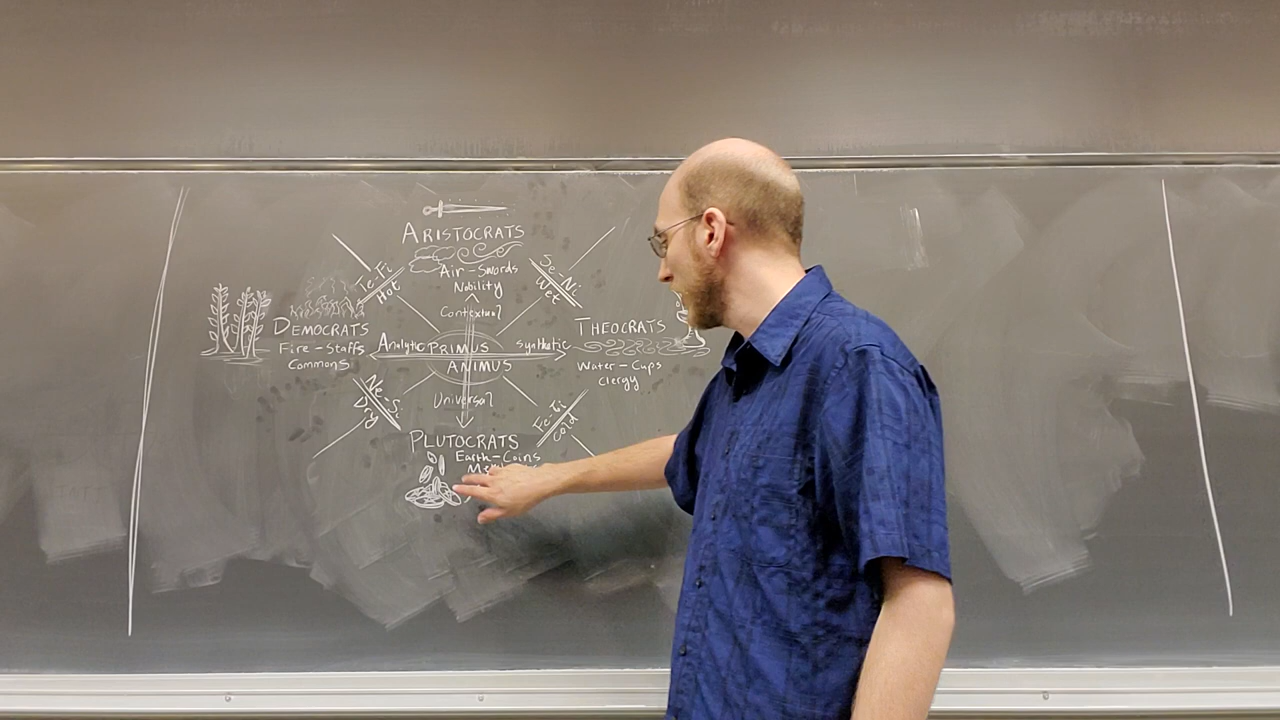 ARISTOCRATS
Air-Swords
Nobility
Contextual
Te-Fi
Hot
Se-Ni
Wet
DEMOCRATS
Fire-Staffs
Commons
Analytic
PRIMUS
ANIMUS
synthetic
THEOCRATS
Water-Cups
Clergy
Universal
Ne-Si
Dry
Fe-Ti
Cold
PLUTOCRATS
Earth-Coins